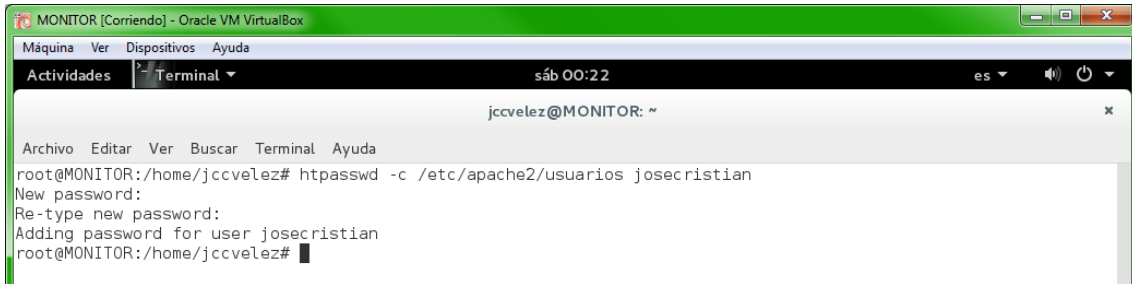 MONITOR [Corriendo] - Oracle VM VirtualBox
Máquina Ver Dispositivos Ayuda
Actividades Terminal sáb 00:22 es
jccvelez@MONITOR: ~
Archivo Editar Ver Buscar Terminal Ayuda
root@MONITOR:/home/jccvelez# htpasswd -c /etc/apache2/usuarios josecristian
New password:
Re-type new password:
Adding password for user josecristian
root@MONITOR:/home/jccvelez#